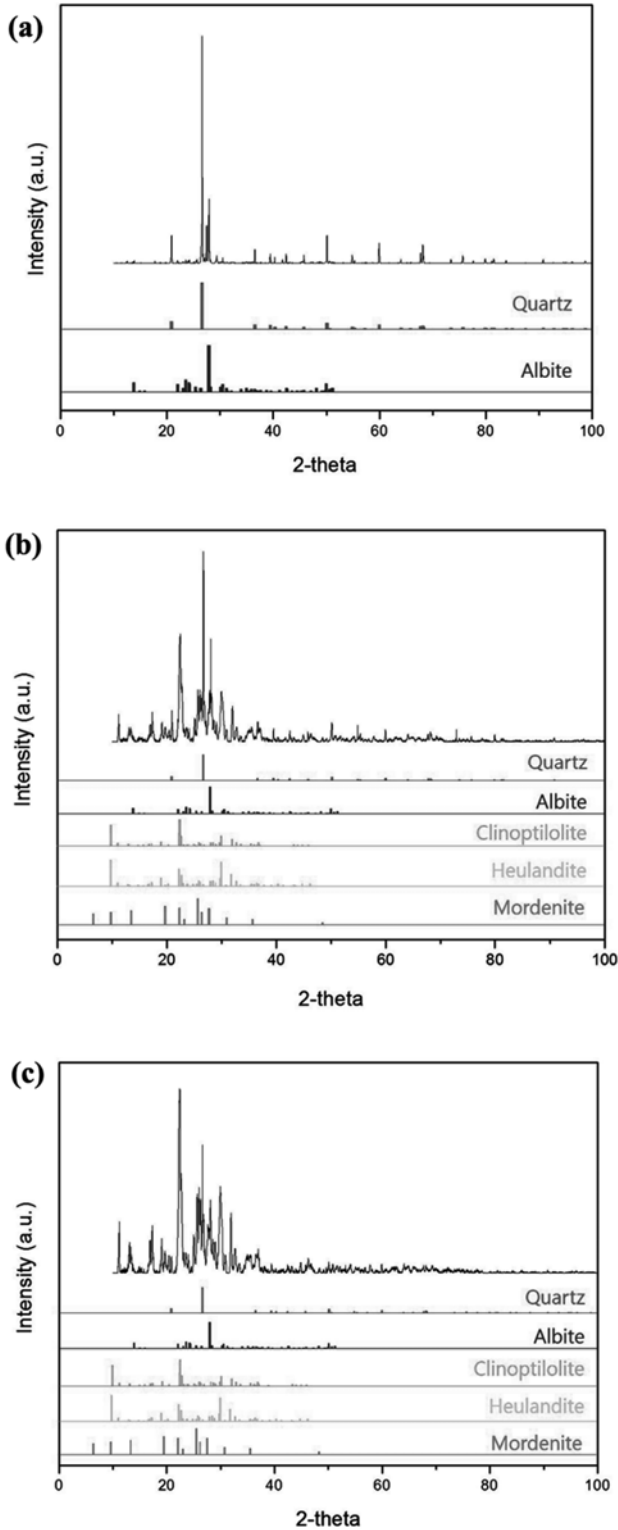 (a)
Intensity (a.u.)
Quartz
Albite
0 20 40 60 80 100
2-theta
(b)
Intensity (a.u.)
Quartz
Albite
Clinoptilolite
Heulandite
Mordenite
0 20 40 60 80 100
2-theta
(c)
Intensity (a.u.)
Quartz
Albite
Clinoptilolite
Heulandite
Mordenite
0 20 40 60 80 100
2-theta